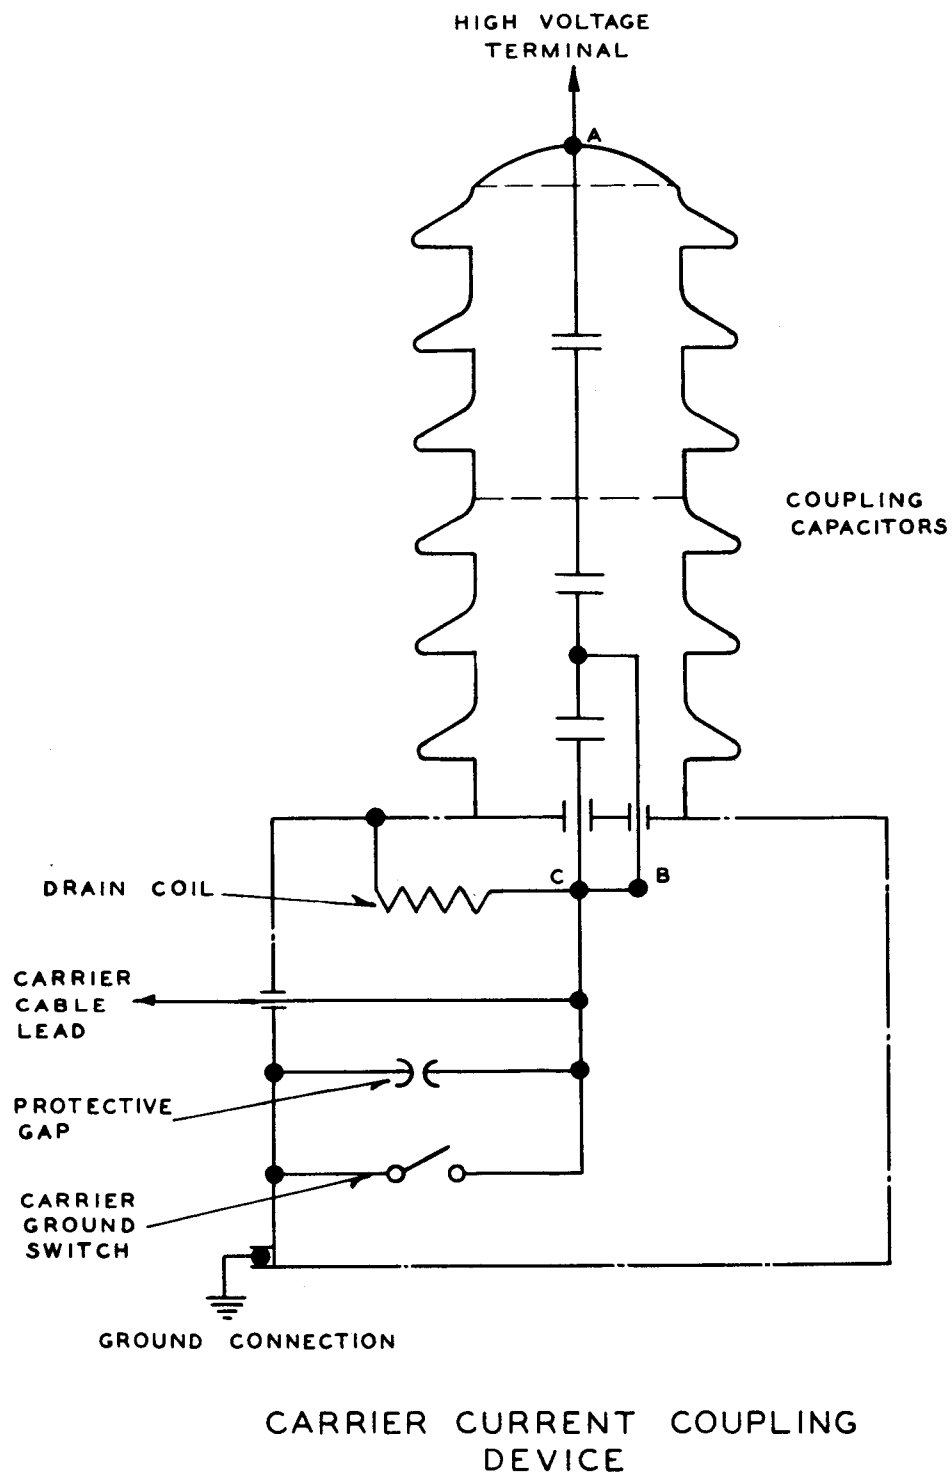 HIGH VOLTAGE
TERMINAL
A
COUPLING
CAPACITORS
C
B
DRAIN COIL
CARRIER
CABLE
LEAD
PROTECTIVE
GAP
CARRIER
GROUND
SWITCH
GROUND CONNECTION
CARRIER CURRENT COUPLING
DEVICE